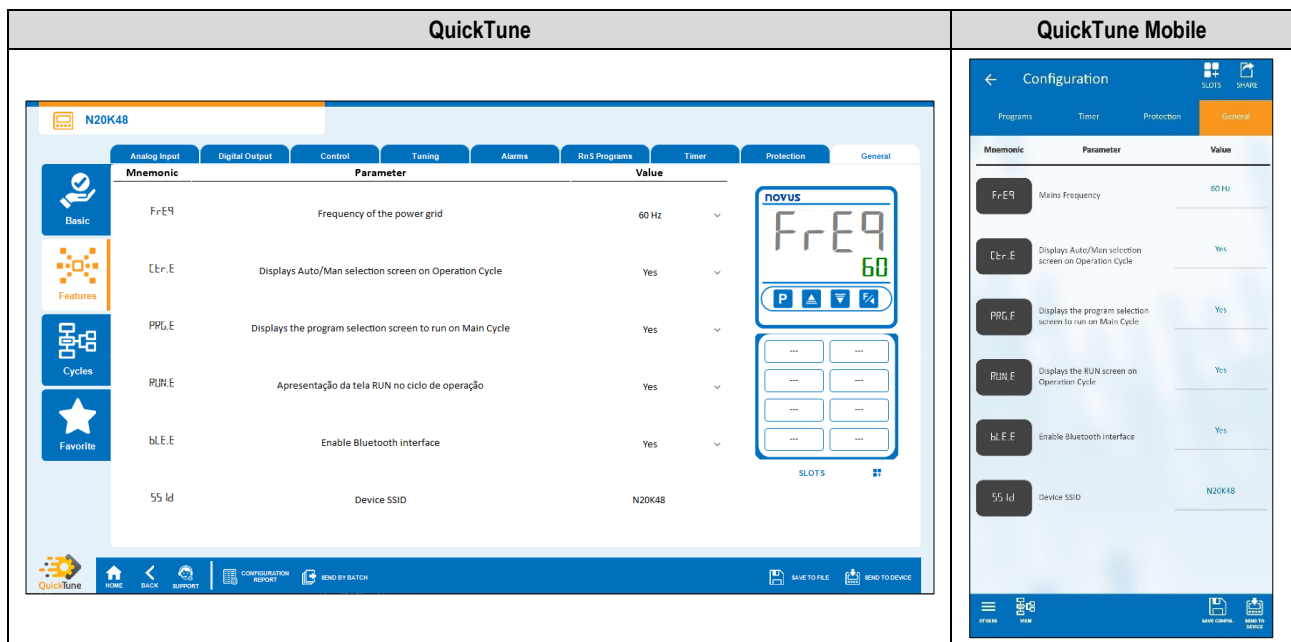 QuickTune
QuickTune Mobile
N20K48
Analog Input Digital Output Control Tuning Alarms RnS Programs Timer Protection General
Mnemonic Parameter Value
Basic
Features
Cycles
Favorite
FrEq Frequency of the power grid 60 Hz
Ctr.E Displays Auto/Man selection screen on Operation Cycle Yes
PRG.E Displays the program selection screen to run on Main Cycle Yes
RUN.E Apresentação da tela RUN no ciclo de operação Yes
bLE.E Enable Bluetooth interface Yes
SSId Device SSID N20K48
novus
FrEq
60
P F/4
--- ---
--- ---
--- ---
--- ---
SLOTS
QuickTune
HOME BACK SUPPORT
CONFIGURATION
REPORT
SEND BY BATCH
SAVE TO FILE SEND TO DEVICE
Configuration
SLOTS SHARE
Programs Timer Protection General
Mnemonic Parameter Value
FrEq Mains Frequency 60 Hz
Ctr.E Displays Auto/Man selection
screen on Operation Cycle Yes
PRG.E Displays the program selection
screen to run on Main Cycle Yes
RUN.E Displays the RUN screen on
Operation Cycle Yes
bLE.E Enable Bluetooth interface Yes
SSId Device SSID N20K48
OTHERS VIEW
SAVE CONFIG. SEND TO
DEVICE